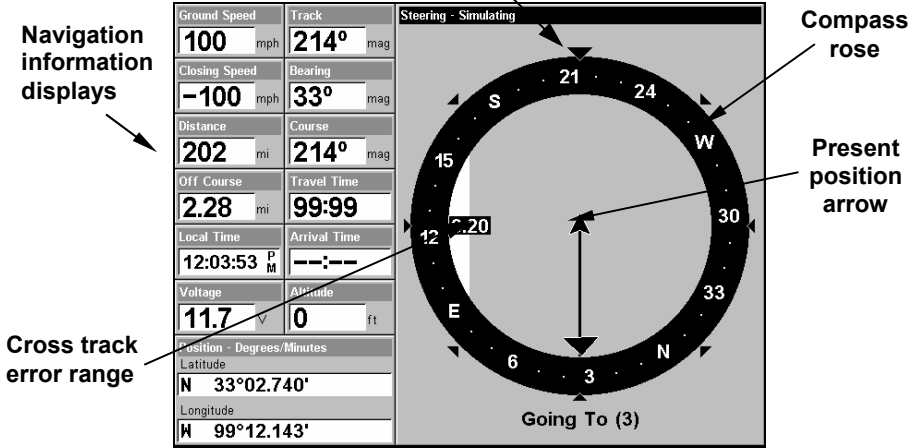 Navigation
information
displays
Ground Speed
100 mph
Track
214º mag
Closing Speed
-100 mph
Bearing
33º mag
Distance
202 mi
Course
214º mag
Off Course
2.28 mi
Travel Time
99:99
Local Time
12:03:53 PM
Arrival Time
--:--
Voltage
11.7 V
Altitude
0 ft
Position - Degrees/Minutes
Latitude
N 33°02.740'
Longitude
W 99°12.143'
Cross track
error range
Steering - Simulating
21
24
W
30
33
N
3
6
E
12
15
S
.20
Going To (3)
Compass
rose
Present
position
arrow